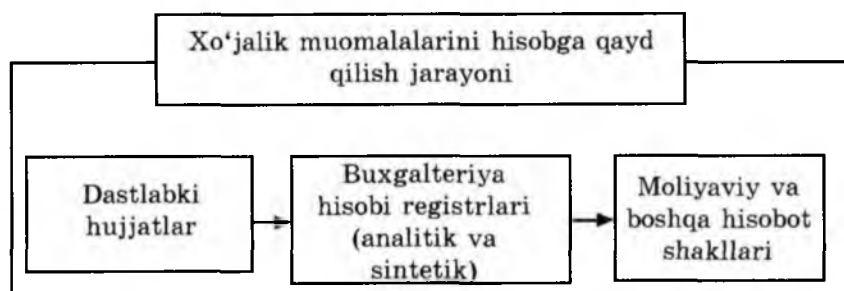 Xo‘jalik muomalalarini hisobga qayd
qilish jarayoni
Dastlabki
hujjatlar
Buxgalteriya
hisobi registrlari
(analitik va
sintetik)
Moliyaviy va
boshqa hisobot
shakllari